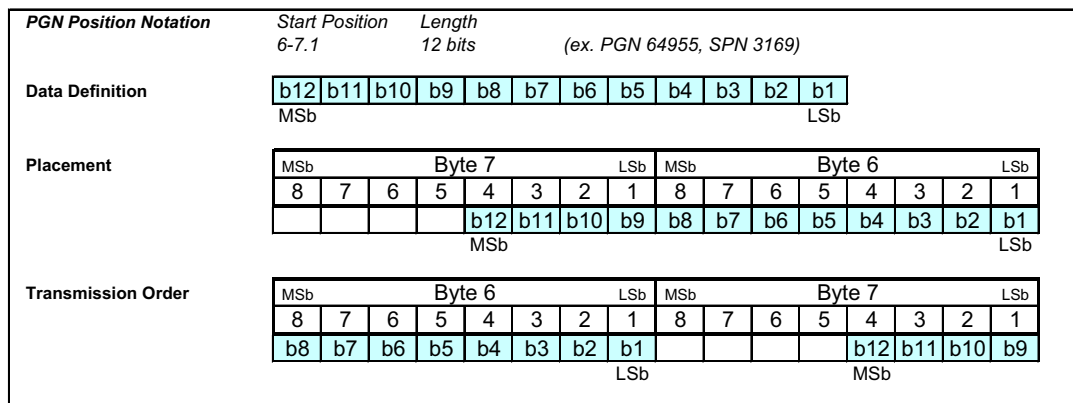 PGN Position Notation Start Position Length
6-7.1 12 bits (ex. PGN 64955, SPN 3169)
Data Definition b12 b11 b10 b9 b8 b7 b6 b5 b4 b3 b2 b1
MSb LSb
Placement MSb Byte 7 LSb MSb Byte 6 LSb
8 7 6 5 4 3 2 1 8 7 6 5 4 3 2 1
b12 b11 b10 b9 b8 b7 b6 b5 b4 b3 b2 b1
MSb LSb
Transmission Order MSb Byte 6 LSb MSb Byte 7 LSb
8 7 6 5 4 3 2 1 8 7 6 5 4 3 2 1
b8 b7 b6 b5 b4 b3 b2 b1 b12 b11 b10 b9
LSb MSb